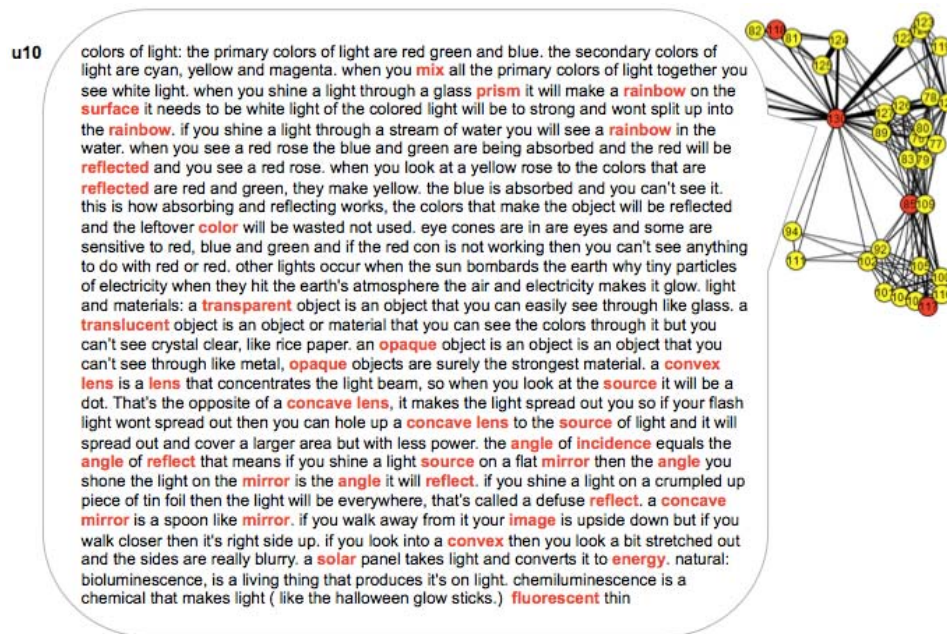 u10
colors of light: the primary colors of light are red green and blue. the secondary colors of
light are cyan, yellow and magenta. when you mix all the primary colors of light together you
see white light. when you shine a light through a glass prism it will make a rainbow on the
surface it needs to be white light of the colored light will be to strong and wont split up into
the rainbow. if you shine a light through a stream of water you will see a rainbow in the
water. when you see a red rose the blue and green are being absorbed and the red will be
reflected and you see a red rose. when you look at a yellow rose to the colors that are
reflected are red and green, they make yellow. the blue is absorbed and you can't see it.
this is how absorbing and reflecting works, the colors that make the object will be reflected
and the leftover color will be wasted not used. eye cones are in are eyes and some are
sensitive to red, blue and green and if the red con is not working then you can't see anything
to do with red or red. other lights occur when the sun bombards the earth why tiny particles
of electricity when they hit the earth's atmosphere the air and electricity makes it glow. light
and materials: a transparent object is an object that you can easily see through like glass. a
translucent object is an object or material that you can see the colors through it but you
can't see crystal clear, like rice paper. an opaque object is an object is an object that you
can't see through like metal, opaque objects are surely the strongest material. a convex
lens is a lens that concentrates the light beam, so when you look at the source it will be a
dot. That's the opposite of a concave lens, it makes the light spread out you so if your flash
light wont spread out then you can hole up a concave lens to the source of light and it will
spread out and cover a larger area but with less power. the angle of incidence equals the
angle of reflect that means if you shine a light source on a flat mirror then the angle you
shone the light on the mirror is the angle it will reflect. if you shine a light on a crumpled up
piece of tin foil then the light will be everywhere, that's called a defuse reflect. a concave
mirror is a spoon like mirror. if you walk away from it your image is upside down but if you
walk closer then it's right side up. if you look into a convex then you look a bit stretched out
and the sides are really blurry. a solar panel takes light and converts it to energy. natural:
bioluminescence, is a living thing that produces it's on light. chemiluminescence is a
chemical that makes light ( like the halloween glow sticks.) fluorescent thin
82
118
81
124
123
122
127
126
78
89
80
77
83
79
85
109
94
111
92
102
105
117